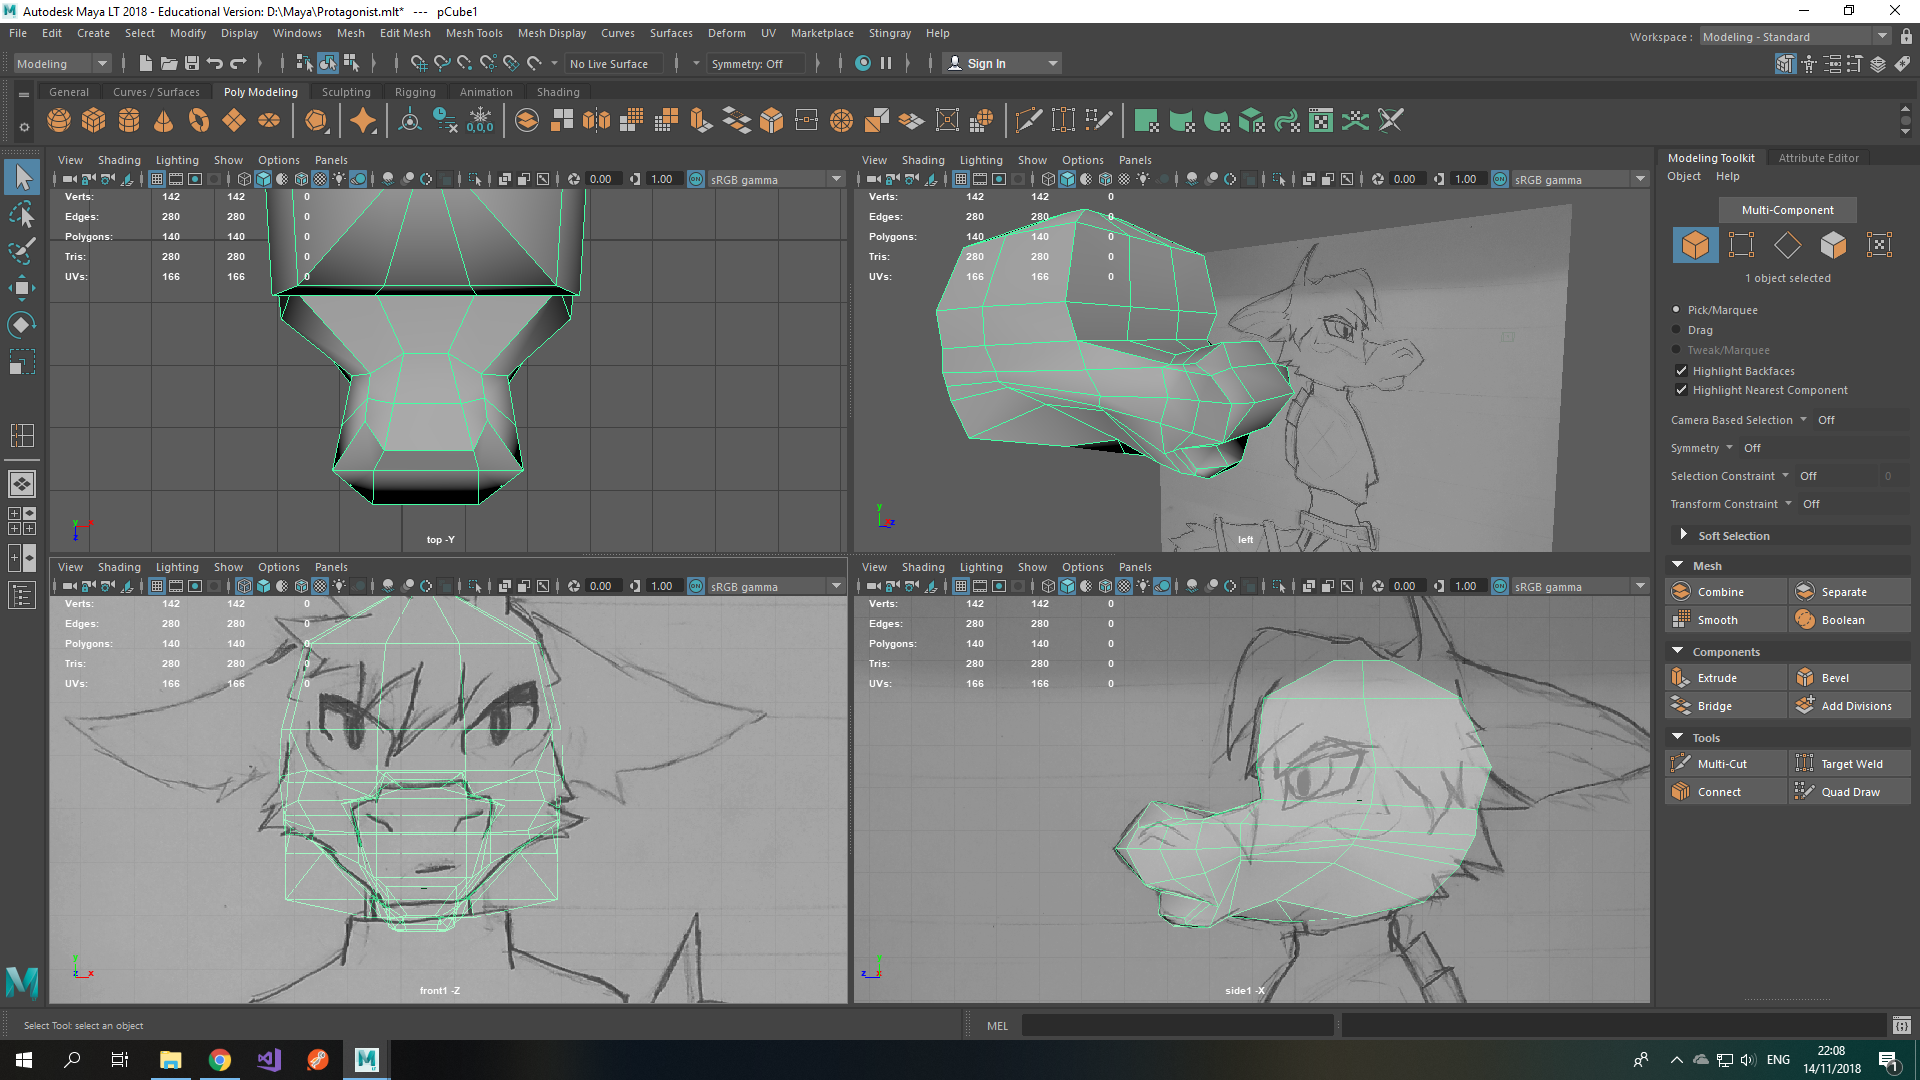 Autodesk Maya LT 2018 - Educational Version: D:\Maya\Protagonist.mlt* --- pCube1
File Edit Create Select Modify Display Windows Mesh Edit Mesh Mesh Tools Mesh Display Curves Surfaces Deform UV Marketplace Stingray Help
Workspace : Modeling - Standard
Modeling No Live Surface Symmetry: Off Sign In
General Curves / Surfaces Poly Modeling Sculpting Rigging Animation Shading
0,0,0
View Shading Lighting Show Options Panels
0.00 1.00 ON sRGB gamma
Verts: 142 142 0
Edges: 280 280 0
Polygons: 140 140 0
Tris: 280 280 0
UVs: 166 166 0
y x
z
top -Y
View Shading Lighting Show Options Panels
0.00 1.00 ON sRGB gamma
Verts: 142 142 0
Edges: 280 280 0
Polygons: 140 140 0
Tris: 280 280 0
UVs: 166 166 0
y
z
left
View Shading Lighting Show Options Panels
0.00 1.00 ON sRGB gamma
Verts: 142 142 0
Edges: 280 280 0
Polygons: 140 140 0
Tris: 280 280 0
UVs: 166 166 0
z x
front1 -Z
View Shading Lighting Show Options Panels
0.00 1.00 ON sRGB gamma
Verts: 142 142 0
Edges: 280 280 0
Polygons: 140 140 0
Tris: 280 280 0
UVs: 166 166 0
z x
side1 -X
Modeling Toolkit Attribute Editor
Object Help
Multi-Component
1 object selected
Pick/Marquee
Drag
Tweak/Marquee
Highlight Backfaces
Highlight Nearest Component
Camera Based Selection Off
Symmetry Off
Selection Constraint Off 0
Transform Constraint Off
Soft Selection
Mesh
Combine Separate
Smooth Boolean
Components
Extrude Bevel
Bridge Add Divisions
Tools
Multi-Cut Target Weld
Connect Quad Draw
Select Tool: select an object
MEL
ENG
22:08
14/11/2018
1